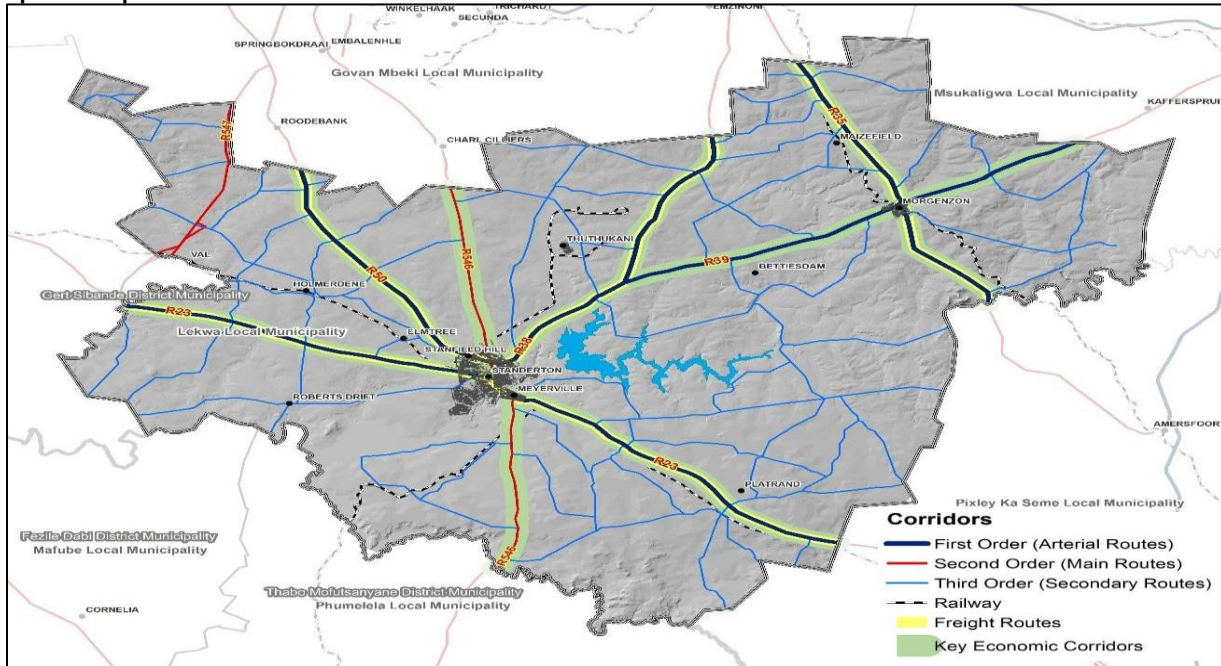 WINKELHAAK
TRICHARDT
SECUNDA
EMZINONI
SPRINGBOKDRAAI
EMBALENHLE
Govan Mbeki Local Municipality
Msukaligwa Local Municipality
KAFFERSPRUIT
R547
ROODEBANK
CHARL CILLIERS
R35
MAIZEFIELD
MORGENZON
VAL
THUTHUKANI
R39
BETTIESDAM
R50
R546
HOLMERDENE
Gert Sibande District Municipality
R23
Lekwa Local Municipality
ELMTREE
STANFIELD HILL
R38
STANDERTON
MEYERVILLE
ROBERTS DRIFT
AMERSFOORT
R23
PLATRAND
Pixley Ka Seme Local Municipality
Fezile Dabi District Municipality
Mafube Local Municipality
R546
Thabo Mofutsanyane District Municipality
Phumelela Local Municipality
CORNELIA
Corridors
First Order (Arterial Routes)
Second Order (Main Routes)
Third Order (Secondary Routes)
Railway
Freight Routes
Key Economic Corridors